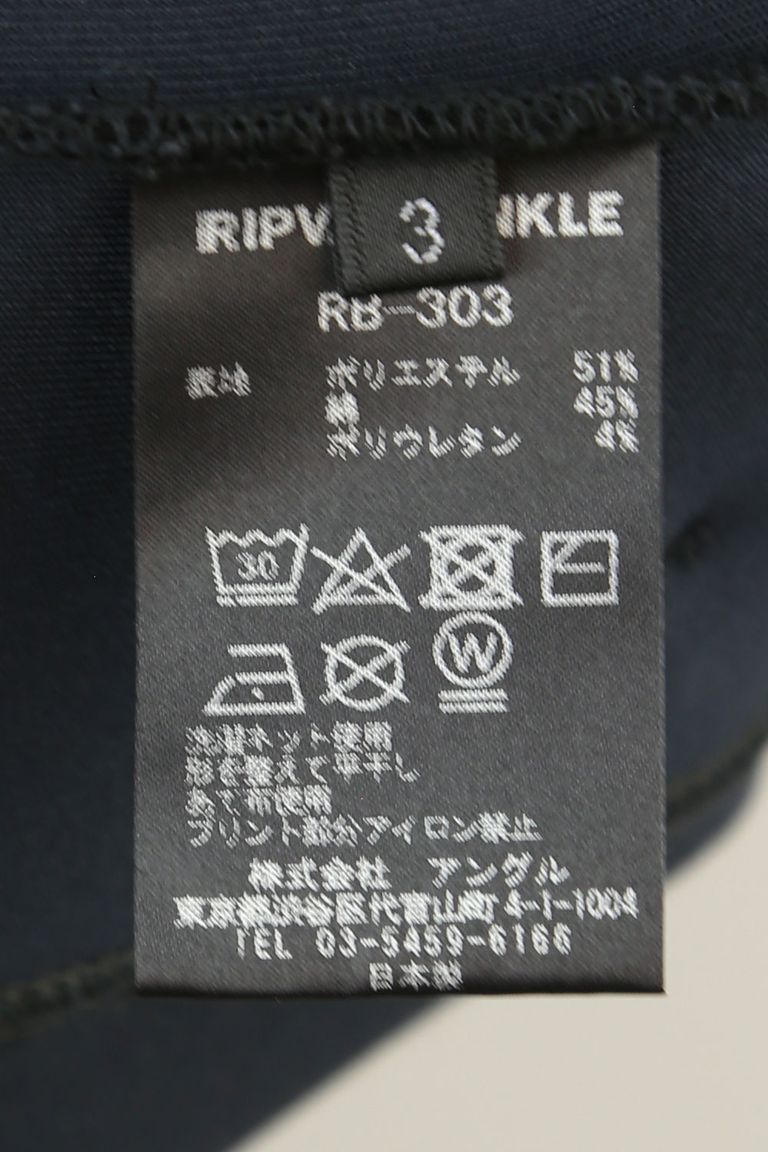 3
RIPV NKLE
RB-303
表地 ポリエステル 51%
綿 45%
ポリウレタン 4%
30
W
洗濯ネット使用
形を整えて平干し
あて布使用
プリント部分アイロン禁止
株式会社 アングル
東京都渋谷区代官山町4-1-1004
TEL 03-5459-6166
日本製